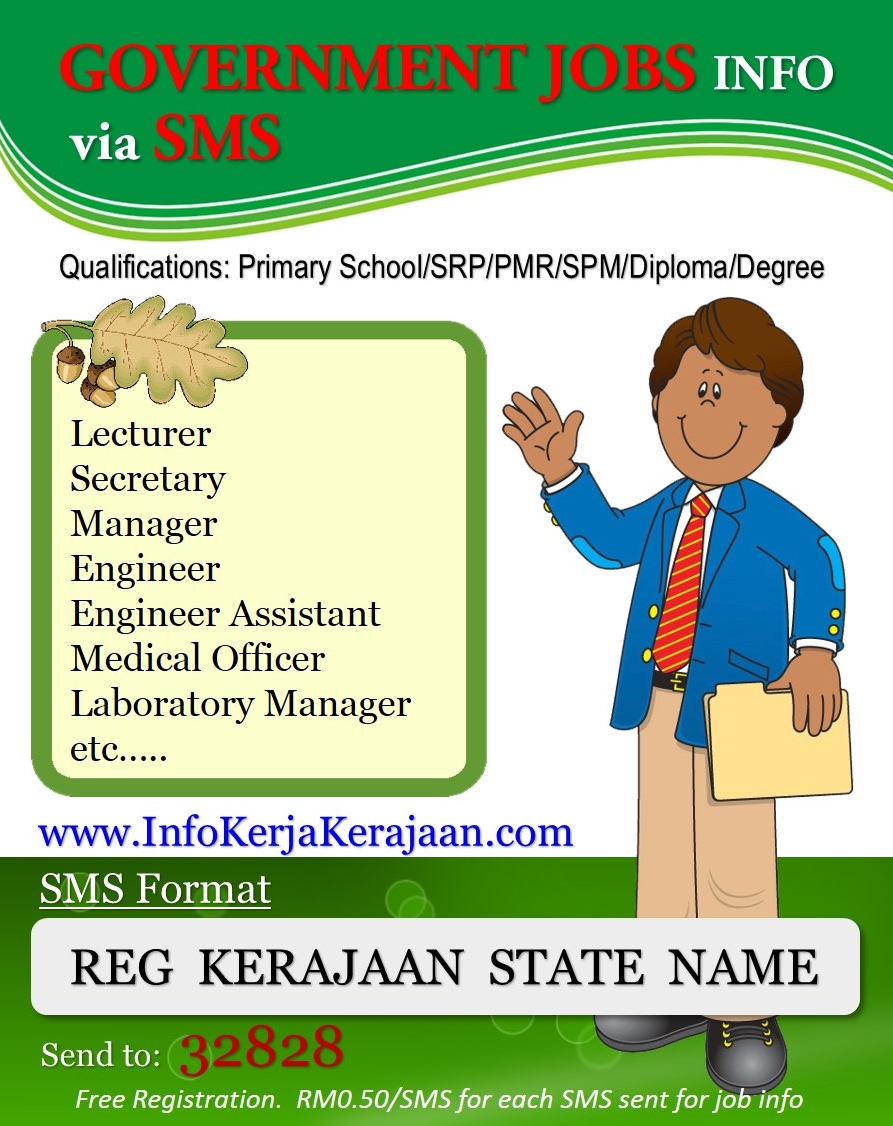 GOVERNMENT JOBS INFO
via SMS
Qualifications: Primary School/SRP/PMR/SPM/Diploma/Degree
Lecturer
Secretary
Manager
Engineer
Engineer Assistant
Medical Officer
Laboratory Manager
etc.....
www.InfoKerjaKerajaan.com
SMS Format
REG KERAJAAN STATE NAME
Send to: 32828
Free Registration. RM0.50/SMS for each SMS sent for job info